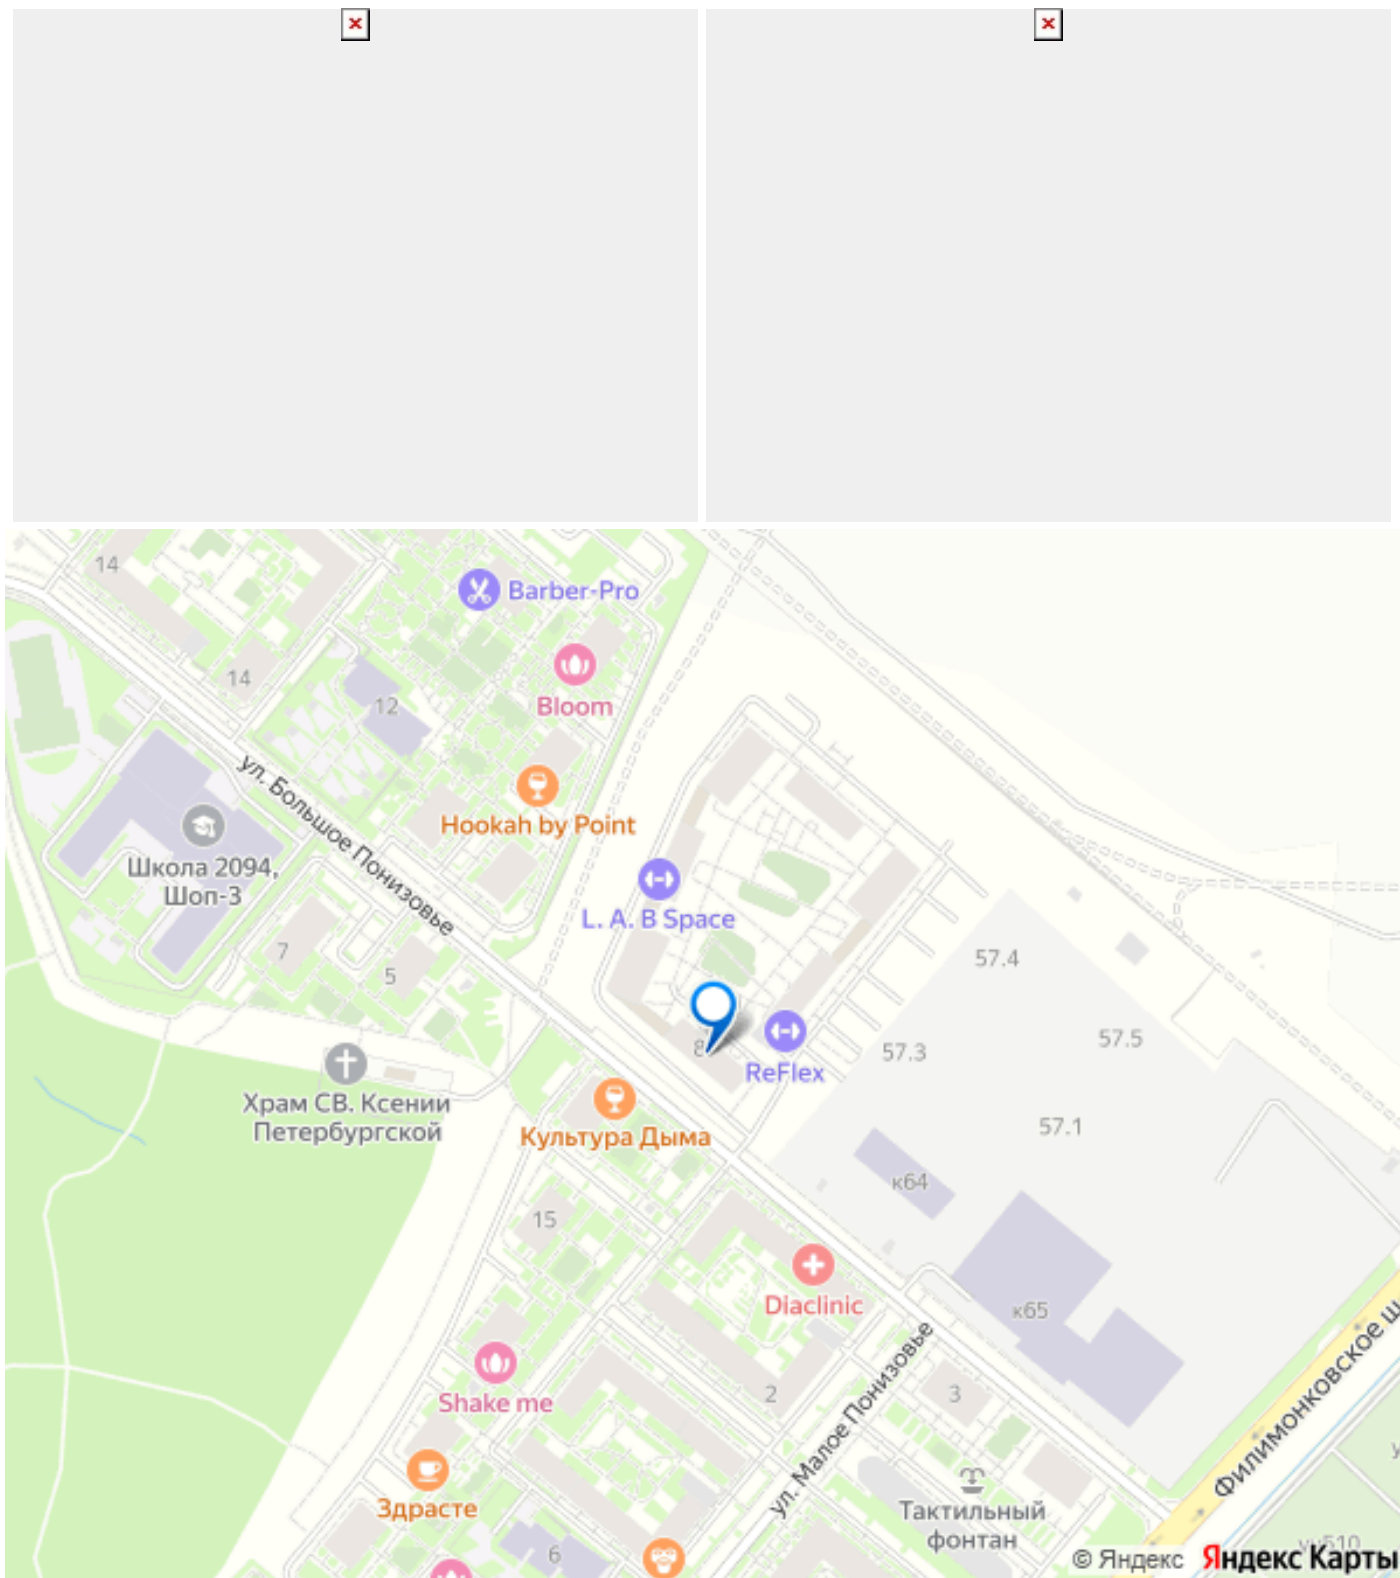 14
Barber-Pro
14
Bloom
12
ул. Большое Понизовье
Hookah by Point
Школа 2094,
Шоп-3
L. A. B Space
7
5
57.4
57.3
57.5
8
ReFlex
Храм СВ. Ксении
Петербургской
Культура Дыма
57.1
к64
15
Diaclinic
к65
Shake me
2
3
ул. Малое Понизовье
Филимонковское ш
Здрасте
Тактильный
фонтан
6
© Яндекс Яндекс Карты